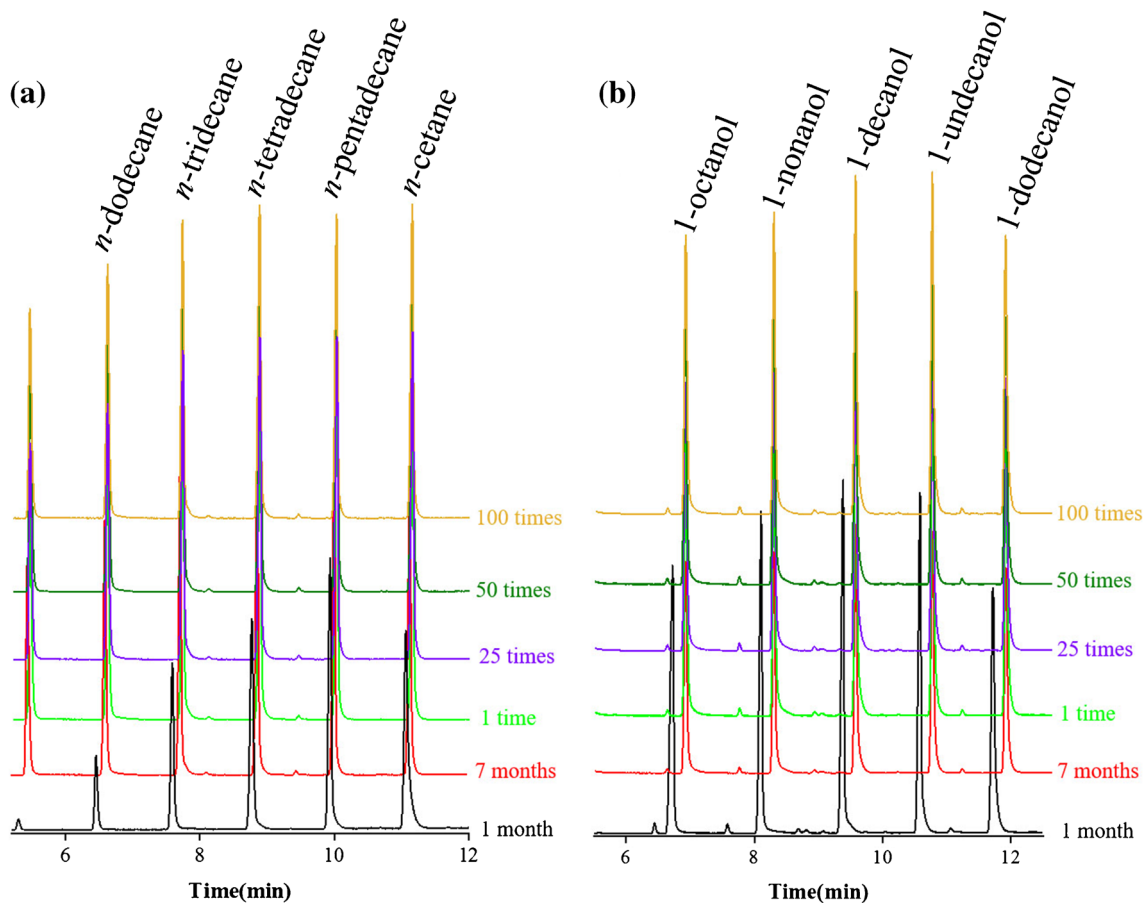 (a)
n-dodecane
n-tridecane
n-tetradecane
n-pentadecane
n-cetane
100 times
50 times
25 times
1 time
7 months
1 month
6 8 10 12
Time(min)
(b)
1-octanol
1-nonanol
1-decanol
1-undecanol
1-dodecanol
100 times
50 times
25 times
1 time
7 months
1 month
6 8 10 12
Time(min)